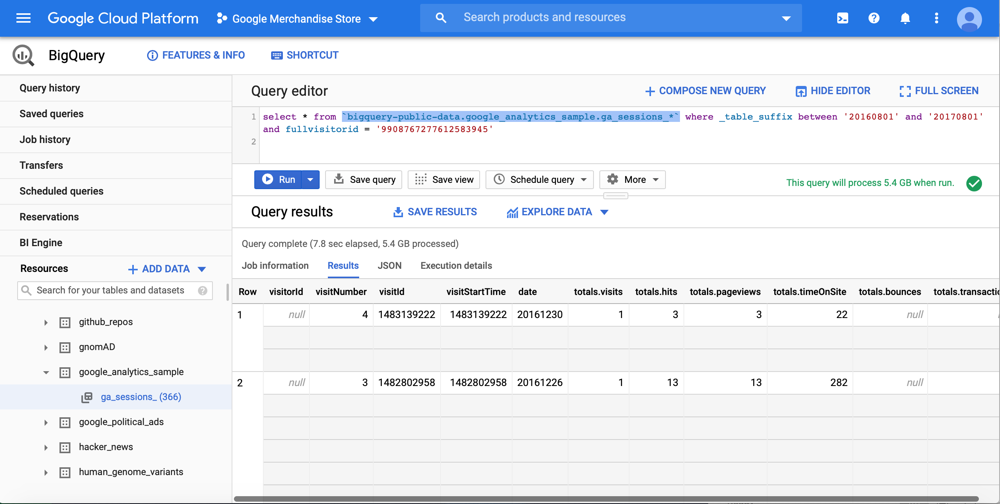 Google Cloud Platform
Google Merchandise Store
Search products and resources
BigQuery
FEATURES & INFO
SHORTCUT
Query history
Saved queries
Job history
Transfers
Scheduled queries
Reservations
BI Engine
Resources
ADD DATA
Search for your tables and datasets
github_repos
gnomAD
google_analytics_sample
ga_sessions_ (366)
google_political_ads
hacker_news
human_genome_variants
Query editor
COMPOSE NEW QUERY
HIDE EDITOR
FULL SCREEN
1 select * from `bigquery-public-data.google_analytics_sample.ga_sessions_*` where _table_suffix between '20160801' and '20170801'
and fullvisitorid = '9908767277612583945'
2
Run
Save query
Save view
Schedule query
More
This query will process 5.4 GB when run.
Query results
SAVE RESULTS
EXPLORE DATA
Query complete (7.8 sec elapsed, 5.4 GB processed)
Job information Results JSON Execution details
Row visitorId visitNumber visitId visitStartTime date totals.visits totals.hits totals.pageviews totals.timeOnSite totals.bounces
1 null 4 1483139222 1483139222 20161230 1 3 3 22 null
2 null 3 1482802958 1482802958 20161226 1 13 13 282 null